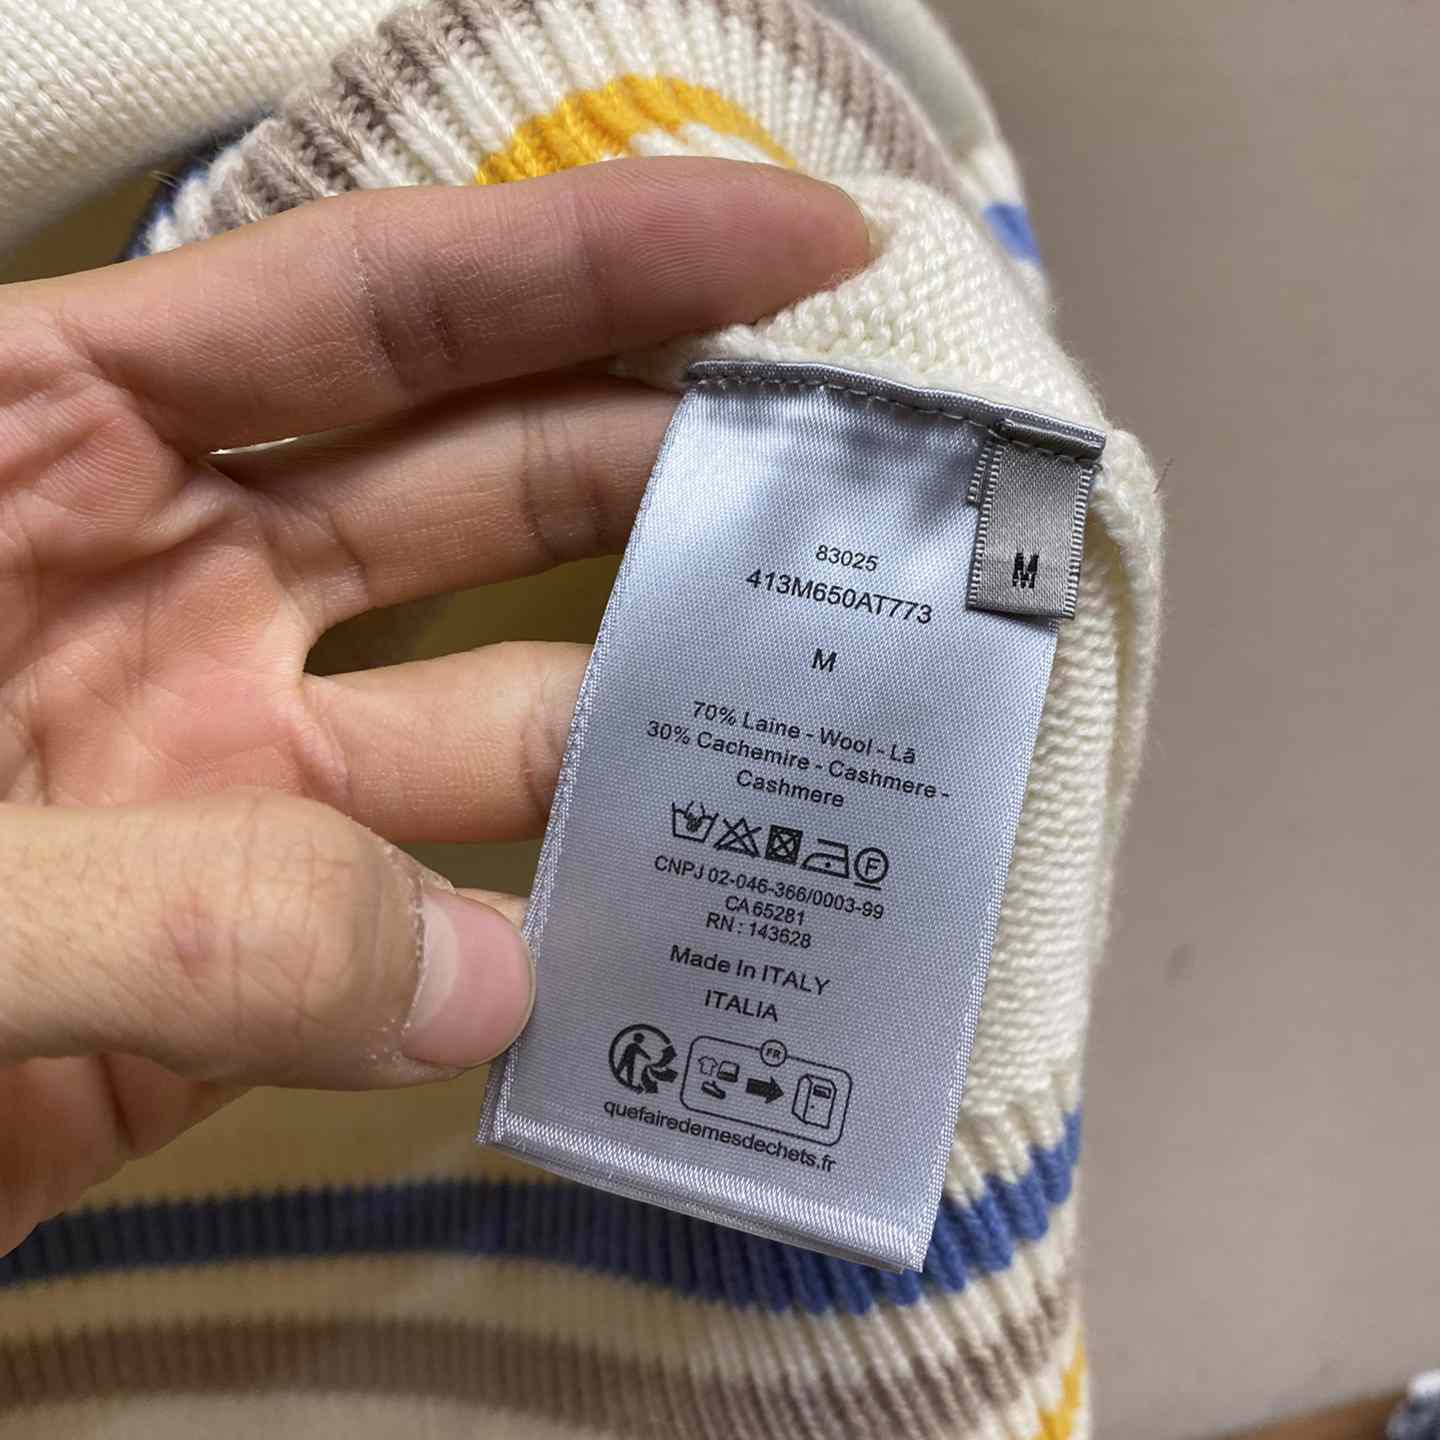 M
83025
413M650AT773
M
70% Laine - Wool - Lã
30% Cachemire - Cashmere -
Cashmere
F
CNPJ 02-046-366/0003-99
CA 65281
RN : 143628
Made In ITALY
ITALIA
FR
quefairedemesdechets.fr